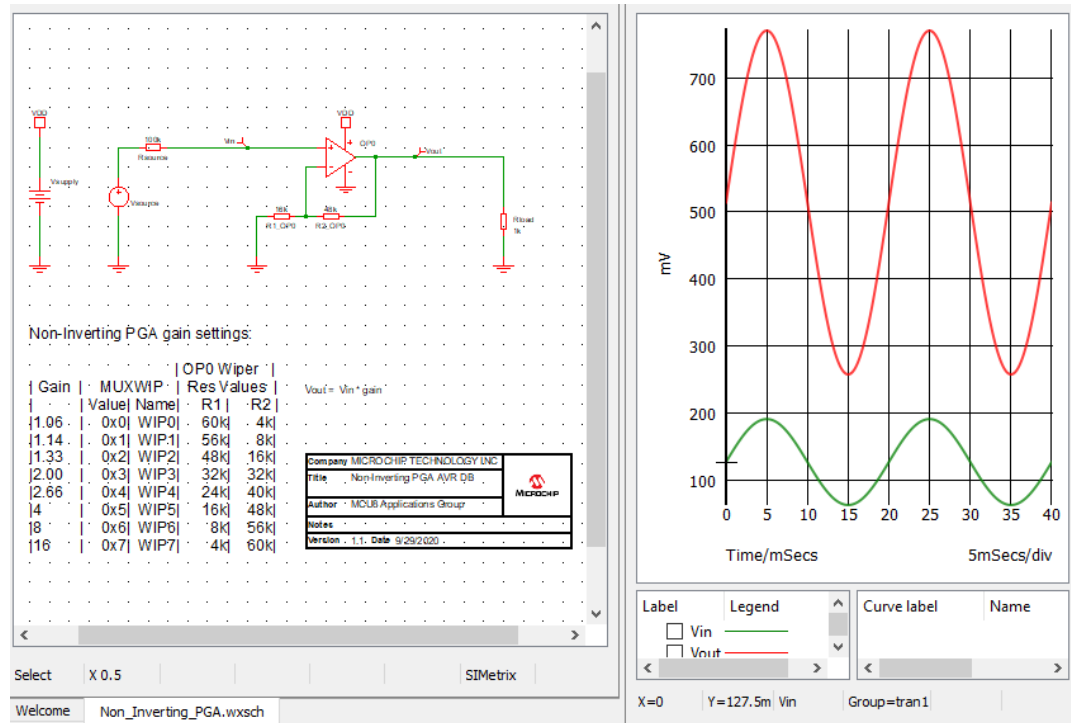 VDD
VDD
100k
Rsource
Vin
OP0
Vout
Vsupply
Vsource
16k
48k
R1_OP0
R2_OP0
Rload
1k
Non-Inverting PGA gain settings:
|OP0 Wiper |
| Gain | MUXWIP | Res Values |
| |Value| Name| R1| R2|
|1.06 | 0x0| WIP0| 60k| 4k|
|1.14 | 0x1| WIP1| 56k| 8k|
|1.33 | 0x2| WIP2| 48k| 16k|
|2.00 | 0x3| WIP3| 32k| 32k|
|2.66 | 0x4| WIP4| 24k| 40k|
|4 | 0x5| WIP5| 16k| 48k|
|8 | 0x6| WIP6| 8k| 56k|
|16 | 0x7| WIP7| 4k| 60k|
Vout = Vin * gain
Company MICROCHIP TECHNOLOGY INC
Title Non-Inverting PGA AVR DB
MICROCHIP
Author MCU8 Applications Group
Notes
Version 1.1 Date 9/29/2020
Select X 0.5 SIMetrix
Welcome Non_Inverting_PGA.wxsch
700
600
500
400
300
200
100
mV
0 5 10 15 20 25 30 35 40
Time/mSecs 5mSecs/div
Label Legend
Vin
Vout
Curve label Name
X=0 Y=127.5m Vin Group=tran1